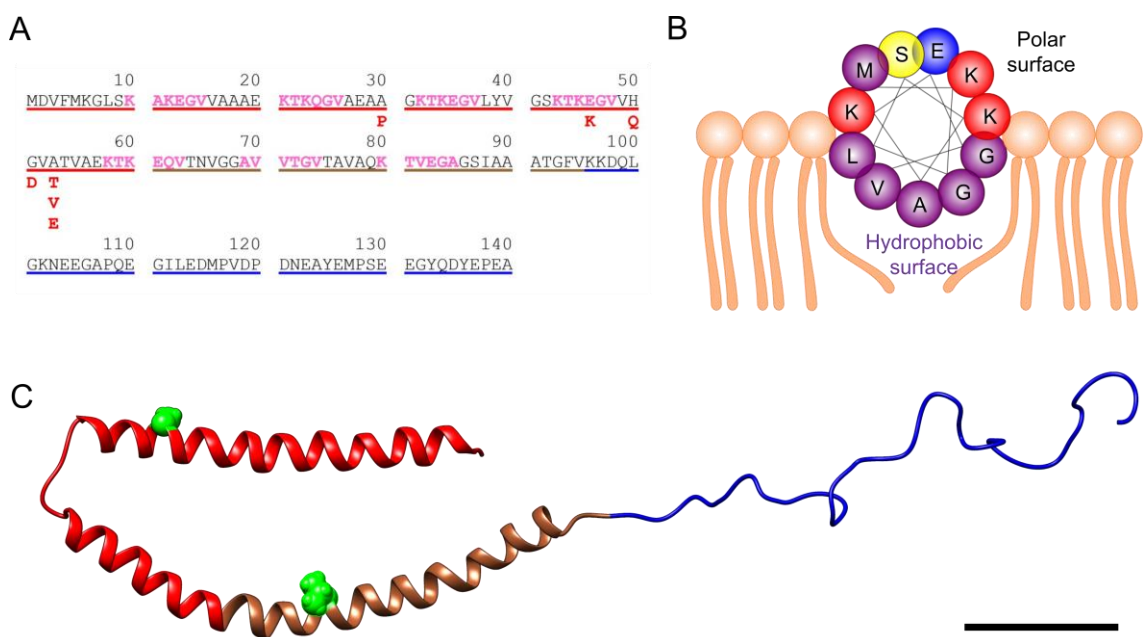 A
10 20 30 40 50
MDVFMKGLSK AKEGVVAAAE KTKQGVAEAA GKTKEGVLYV GSKTKEGVVH
P K Q
60 70 80 90 100
GVATVAEKTK EQVTNVGGAV VTGVTAVAQK TVEGAGSIAA ATGFVKKDQL
D T
V
E
110 120 130 140
GKNEEGAPQE GILEDMPVDP DNEAYEMPSE EGYQDYEPEA
B
S E
M K
K K
L G
V G
A
Polar
surface
Hydrophobic
surface
C